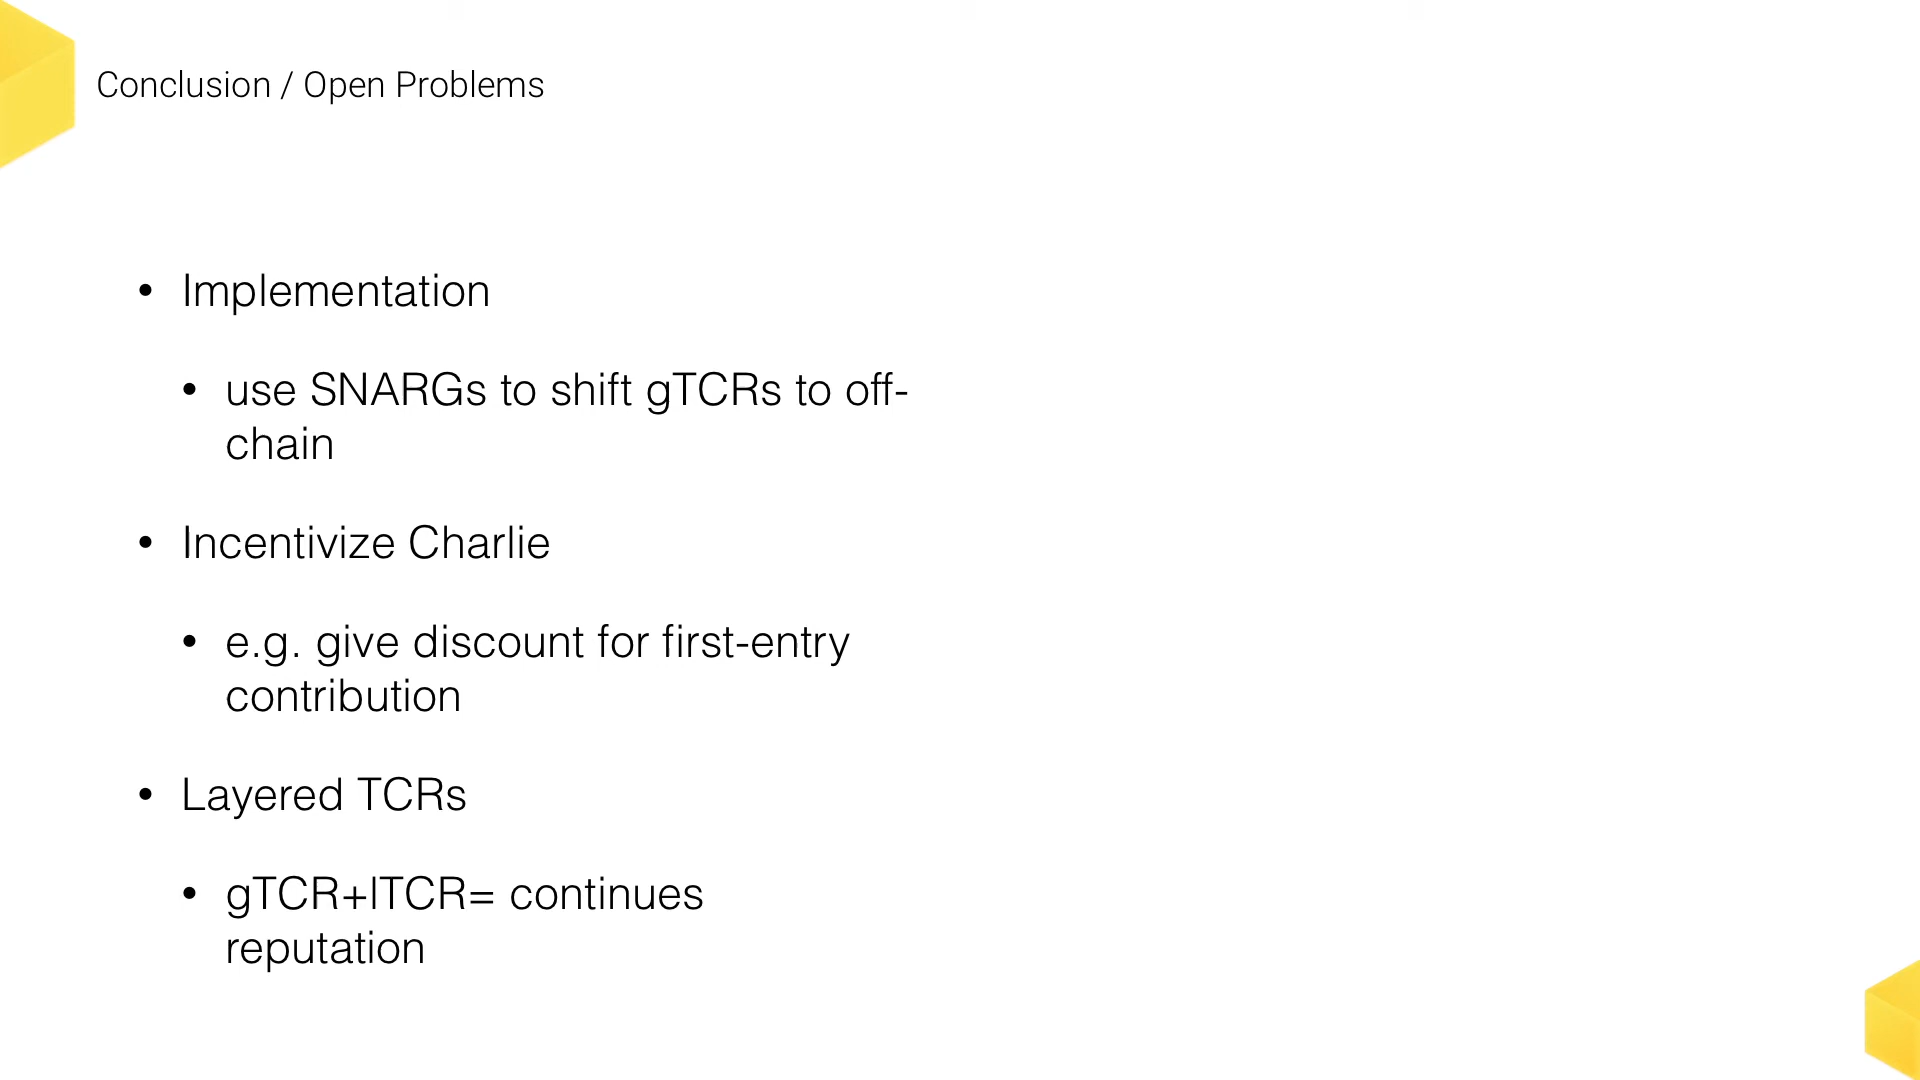 Conclusion / Open Problems
• Implementation
• use SNARGs to shift gTCRs to off-
chain
• Incentivize Charlie
• e.g. give discount for first-entry
contribution
• Layered TCRs
• gTCR+lTCR= continues
reputation